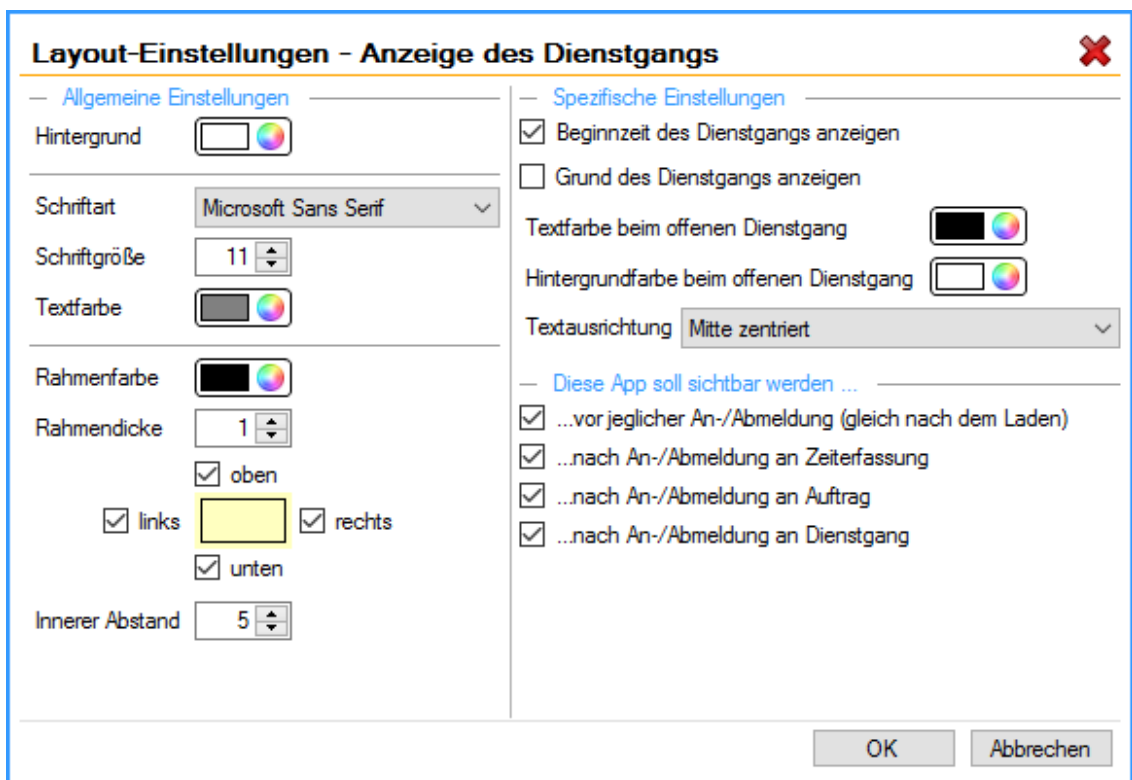 Layout-Einstellungen - Anzeige des Dienstgangs
Allgemeine Einstellungen
Hintergrund
Schriftart
Microsoft Sans Serif
Schriftgröße
11
Textfarbe
Rahmenfarbe
Rahmendicke
1
oben
links
rechts
unten
Innerer Abstand
5
Spezifische Einstellungen
Beginnzeit des Dienstgangs anzeigen
Grund des Dienstgangs anzeigen
Textfarbe beim offenen Dienstgang
Hintergrundfarbe beim offenen Dienstgang
Textausrichtung
Mitte zentriert
Diese App soll sichtbar werden ...
...vor jeglicher An-/Abmeldung (gleich nach dem Laden)
...nach An-/Abmeldung an Zeiterfassung
...nach An-/Abmeldung an Auftrag
...nach An-/Abmeldung an Dienstgang
OK
Abbrechen